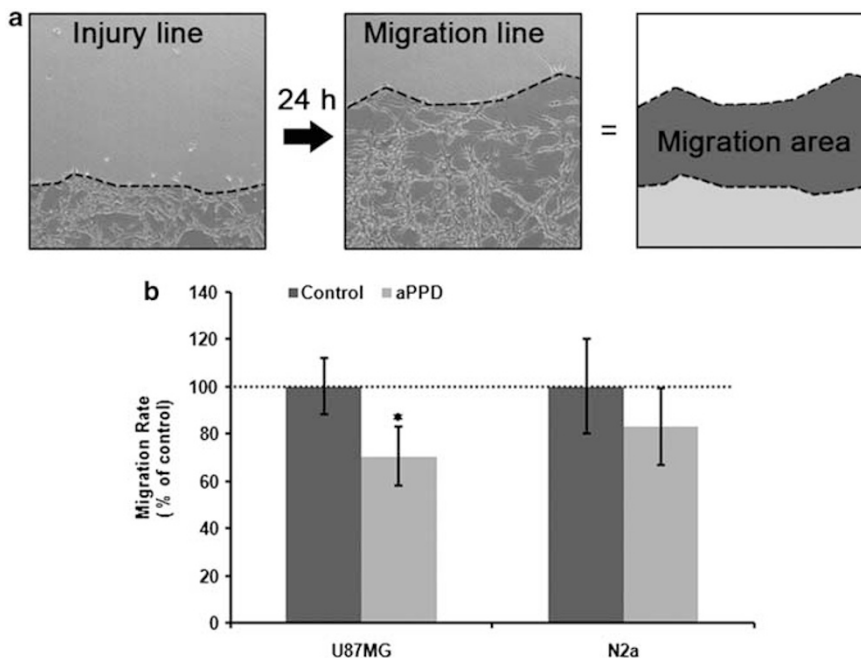 a
Injury line
24 h
Migration line
=
Migration area
b
Control
aPPD
Migration Rate
( % of control)
140
120
100
80
60
40
20
0
*
U87MG
N2a